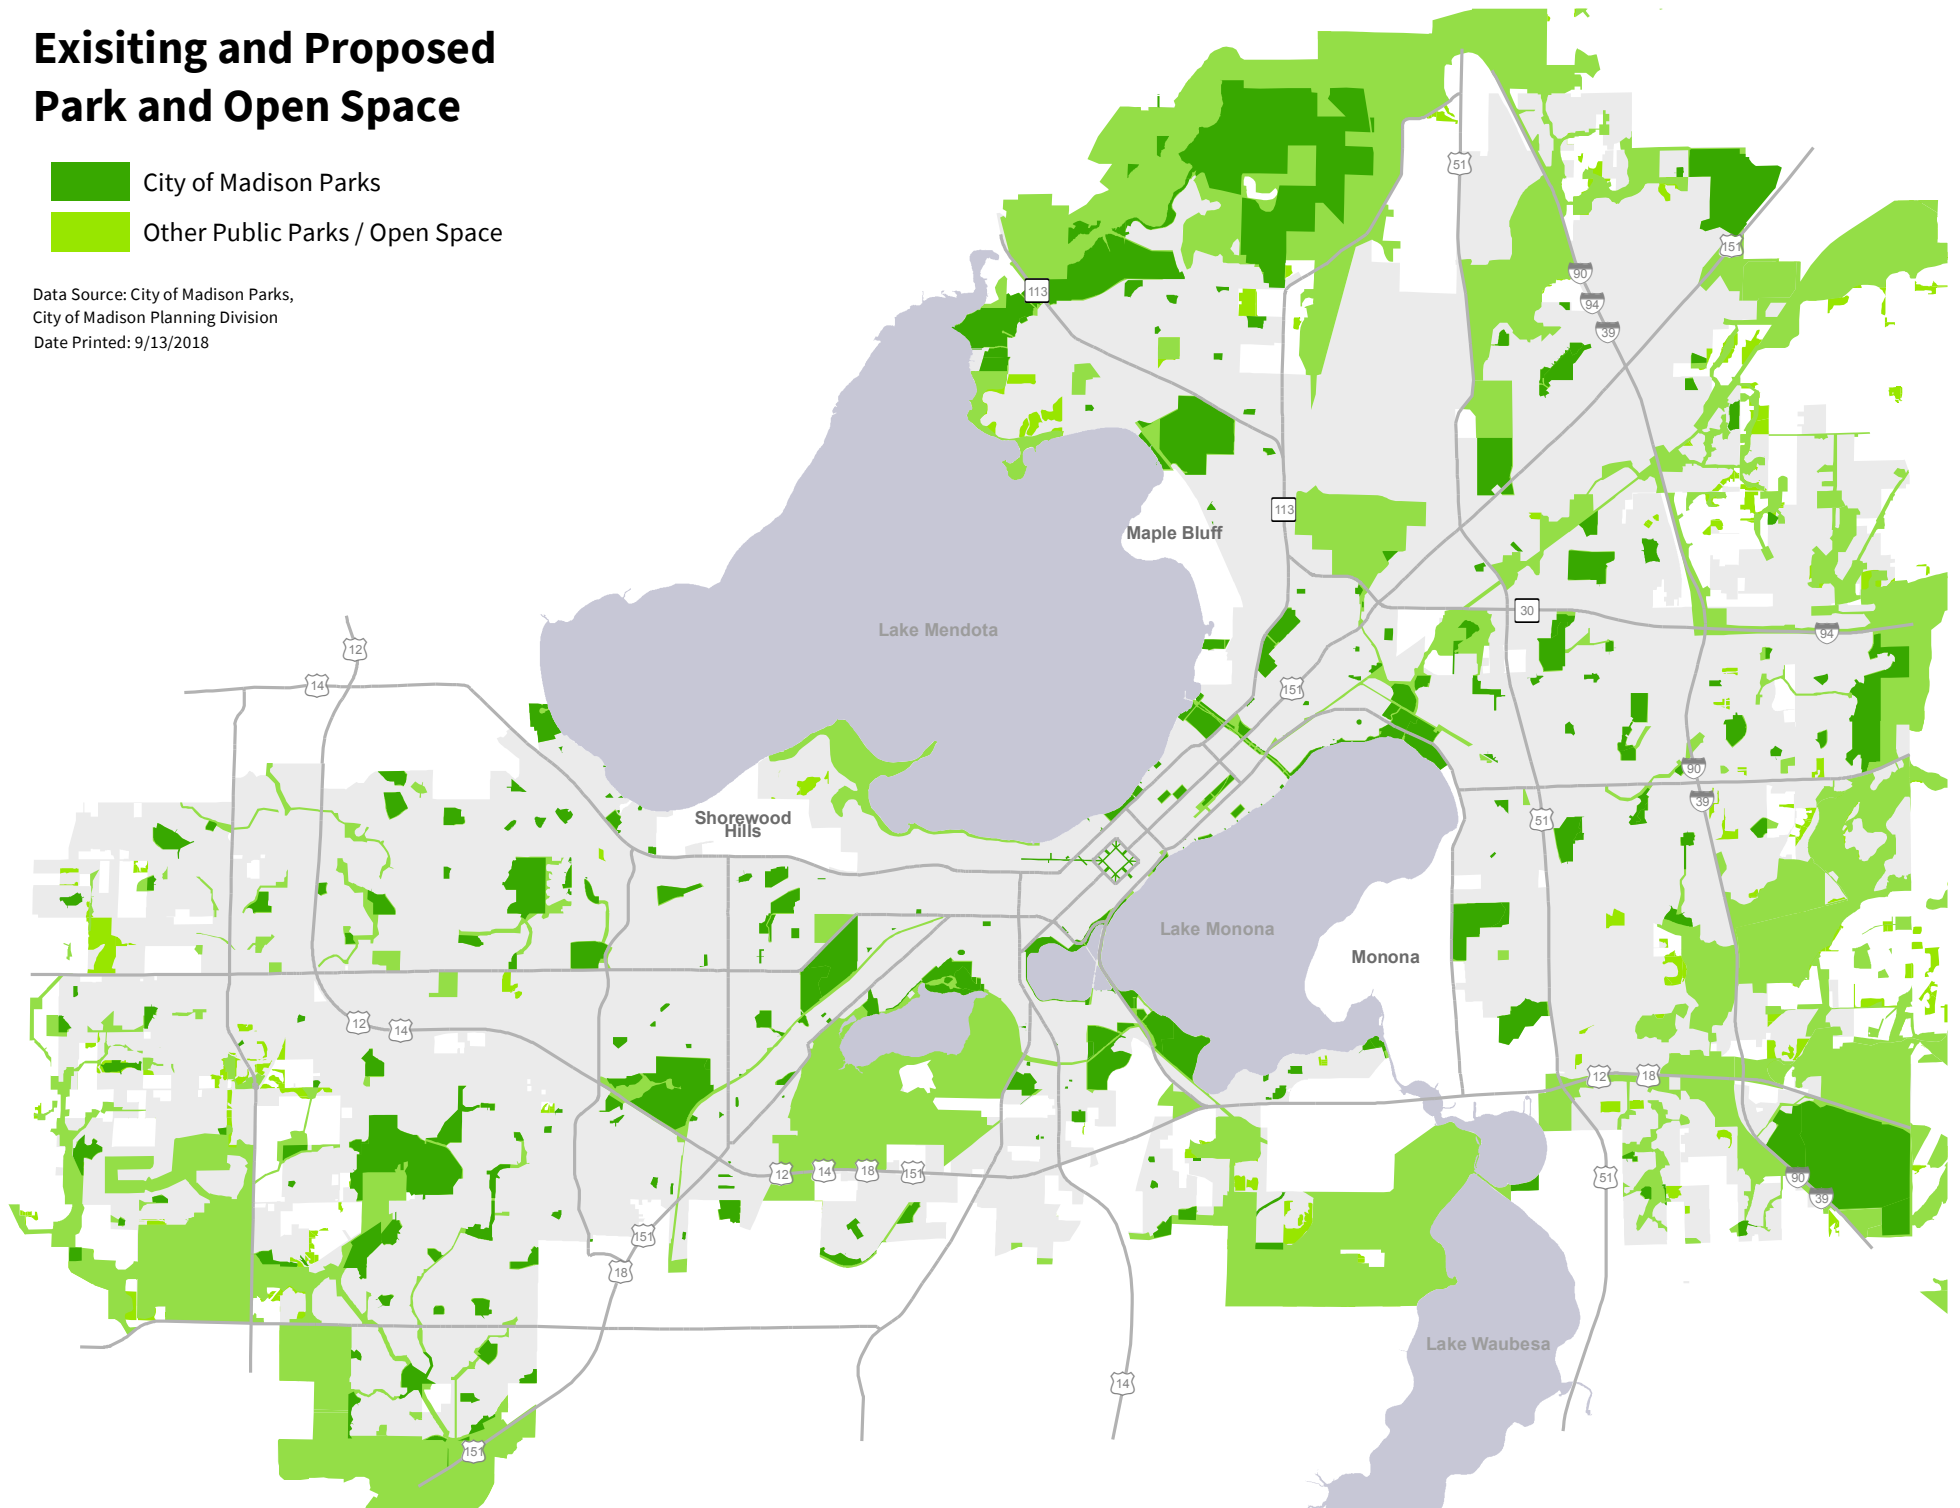 Exisiting and Proposed
Park and Open Space
City of Madison Parks
Other Public Parks / Open Space
Data Source: City of Madison Parks,
City of Madison Planning Division
Date Printed: 9/13/2018
51
151
90
94
39
113
113
Maple Bluff
30
94
Lake Mendota
12
14
151
90
39
51
Shorewood
Hills
Lake Monona
Monona
12
14
12
18
12
14
18
151
90
39
51
151
18
Lake Waubesa
14
151